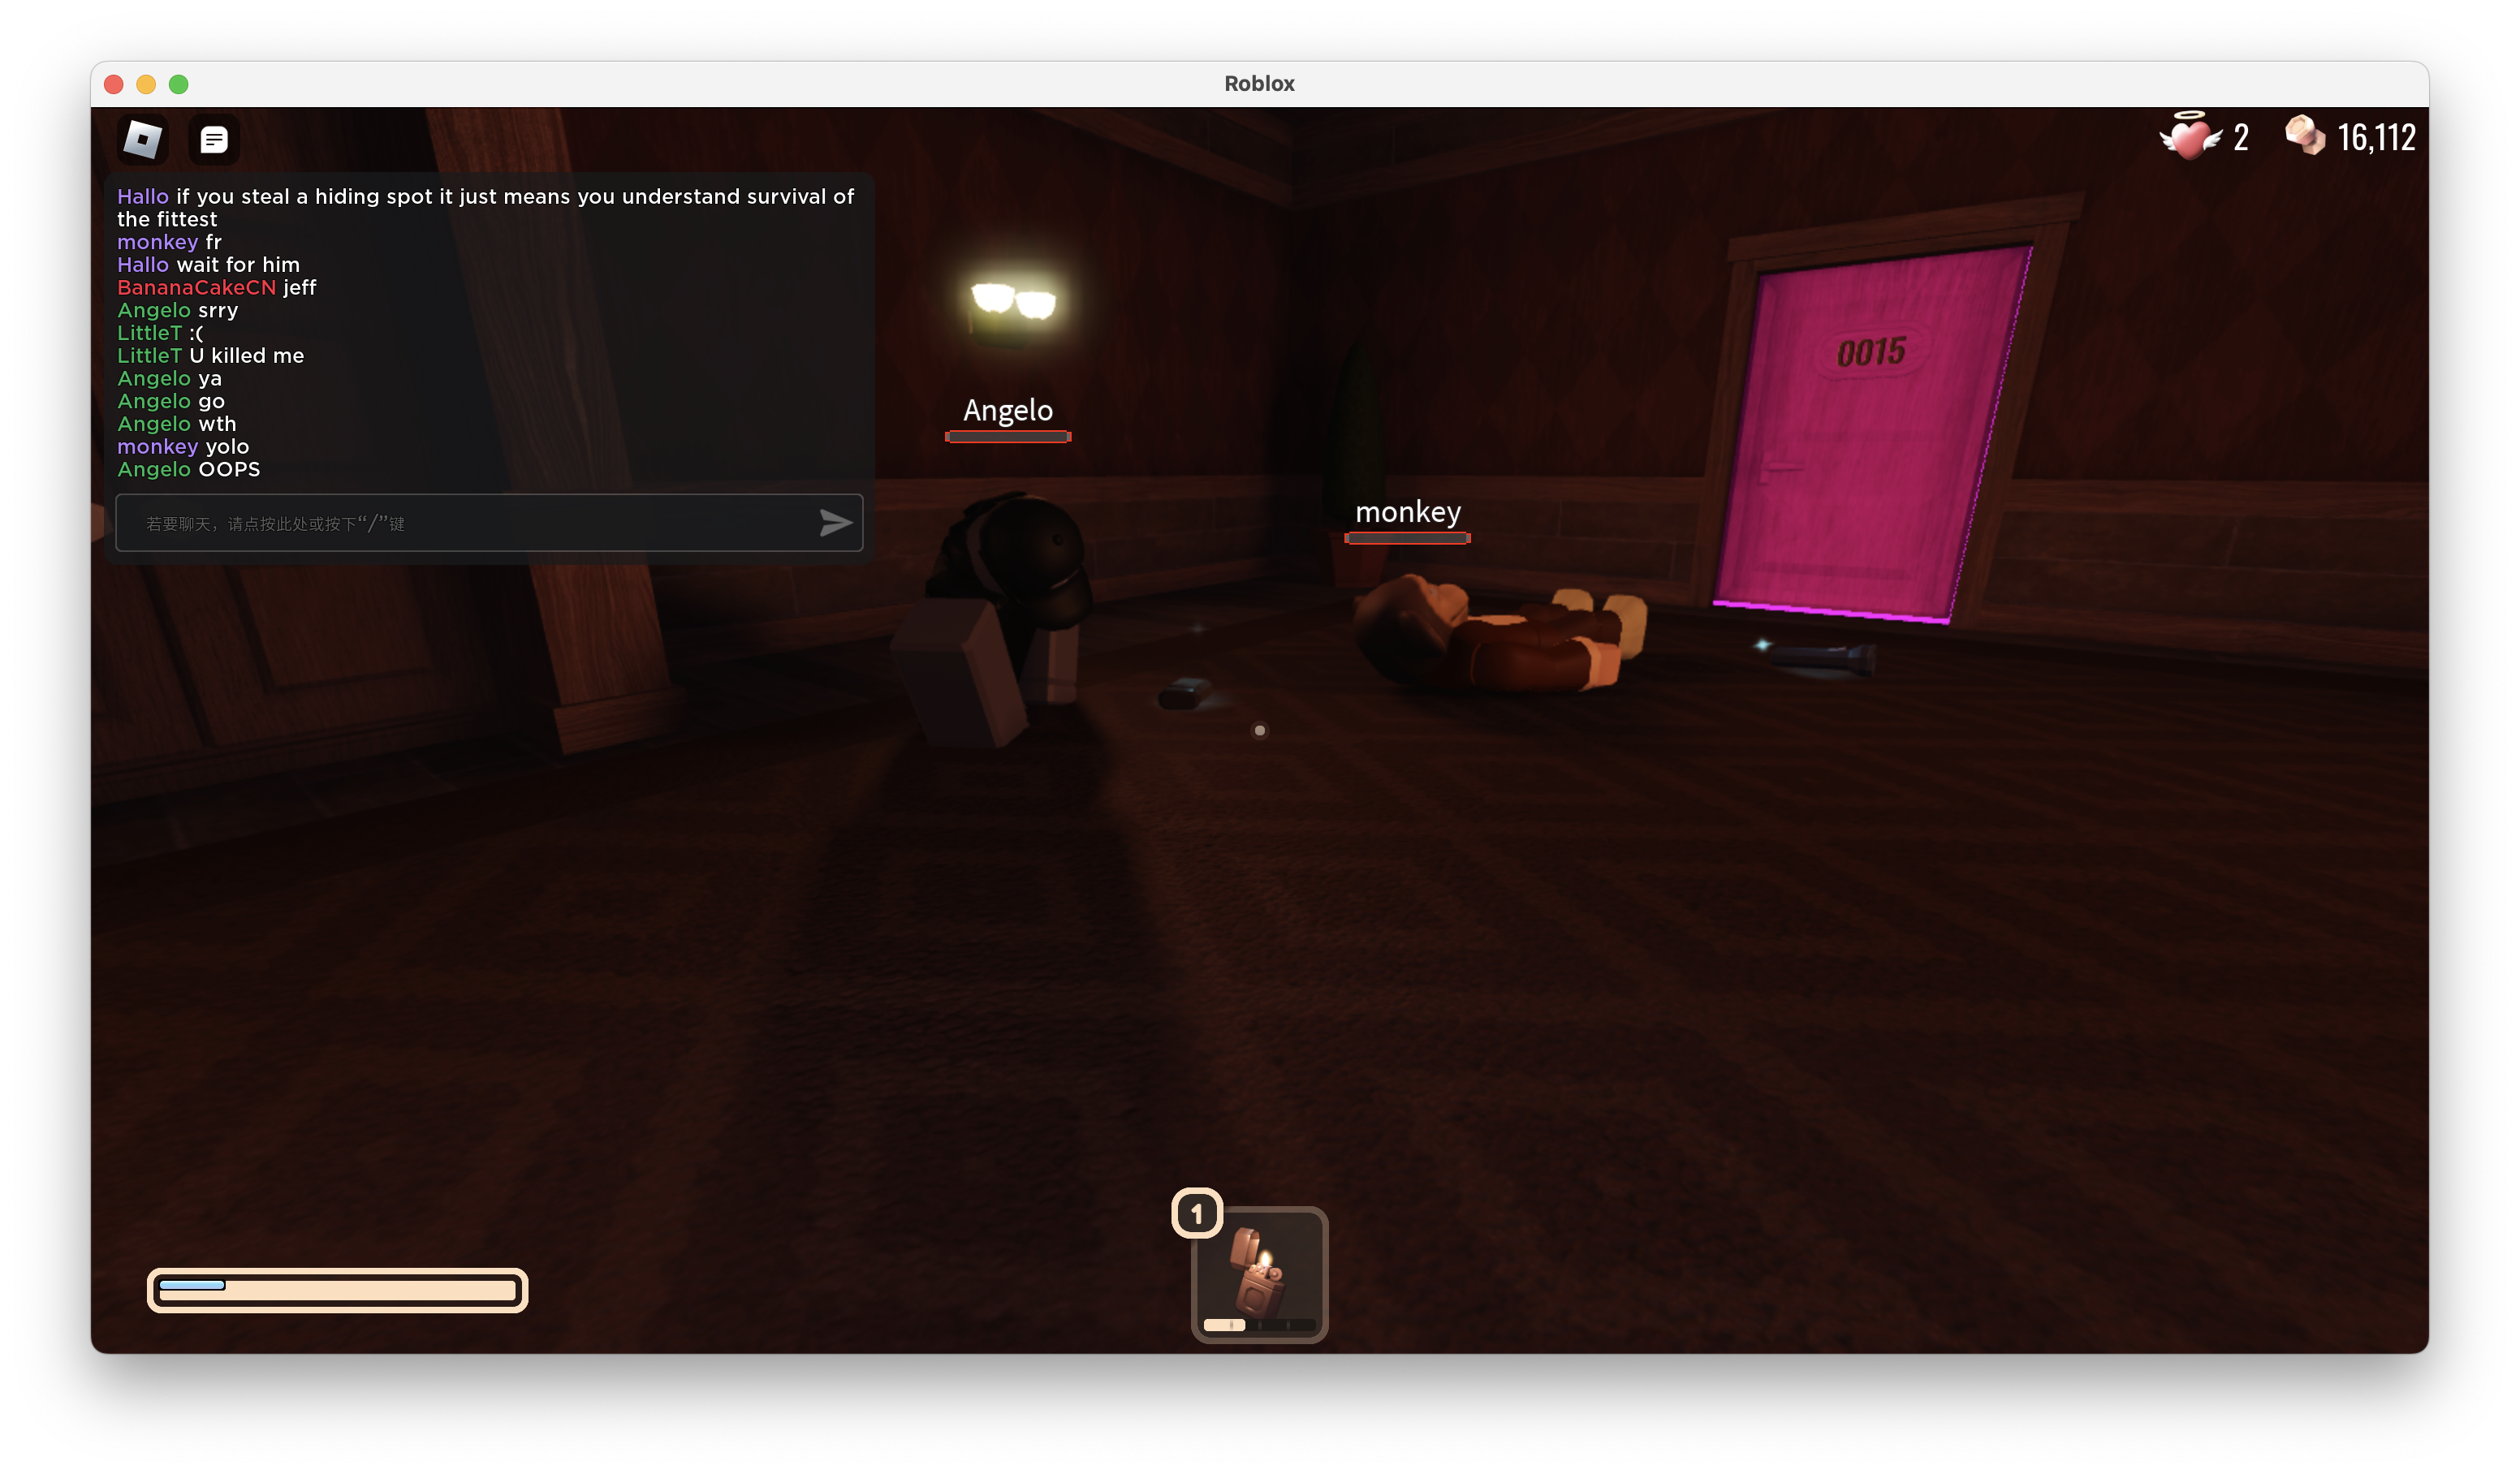 Roblox
2
16,112
Hallo if you steal a hiding spot it just means you understand survival of
the fittest
monkey fr
Hallo wait for him
BananaCakeCN jeff
Angelo srry
LittleT :(
LittleT U killed me
Angelo ya
Angelo go
Angelo wth
monkey yolo
Angelo OOPS
若要聊天，请点按此处或按下“/”键
Angelo
monkey
0015
1